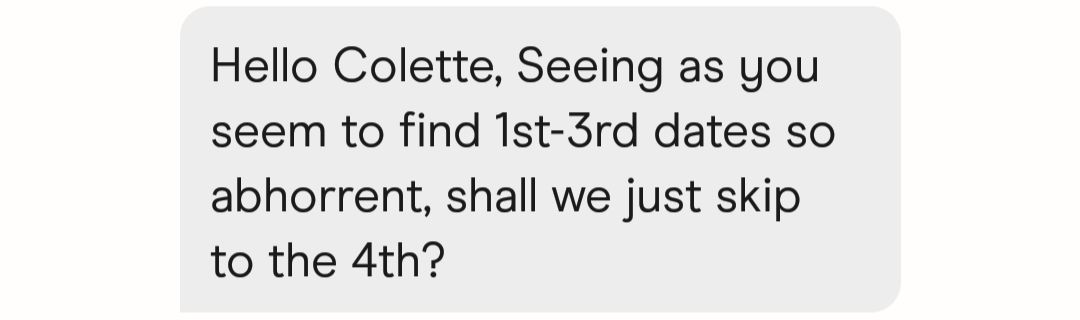 Hello Colette, Seeing as you
seem to find 1st-3rd dates so
abhorrent, shall we just skip
to the 4th?